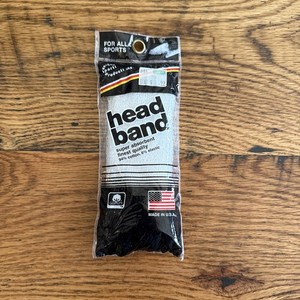 FOR ALL
SPORTS
head
band
super absorbent
finest quality
MADE IN U.S.A.